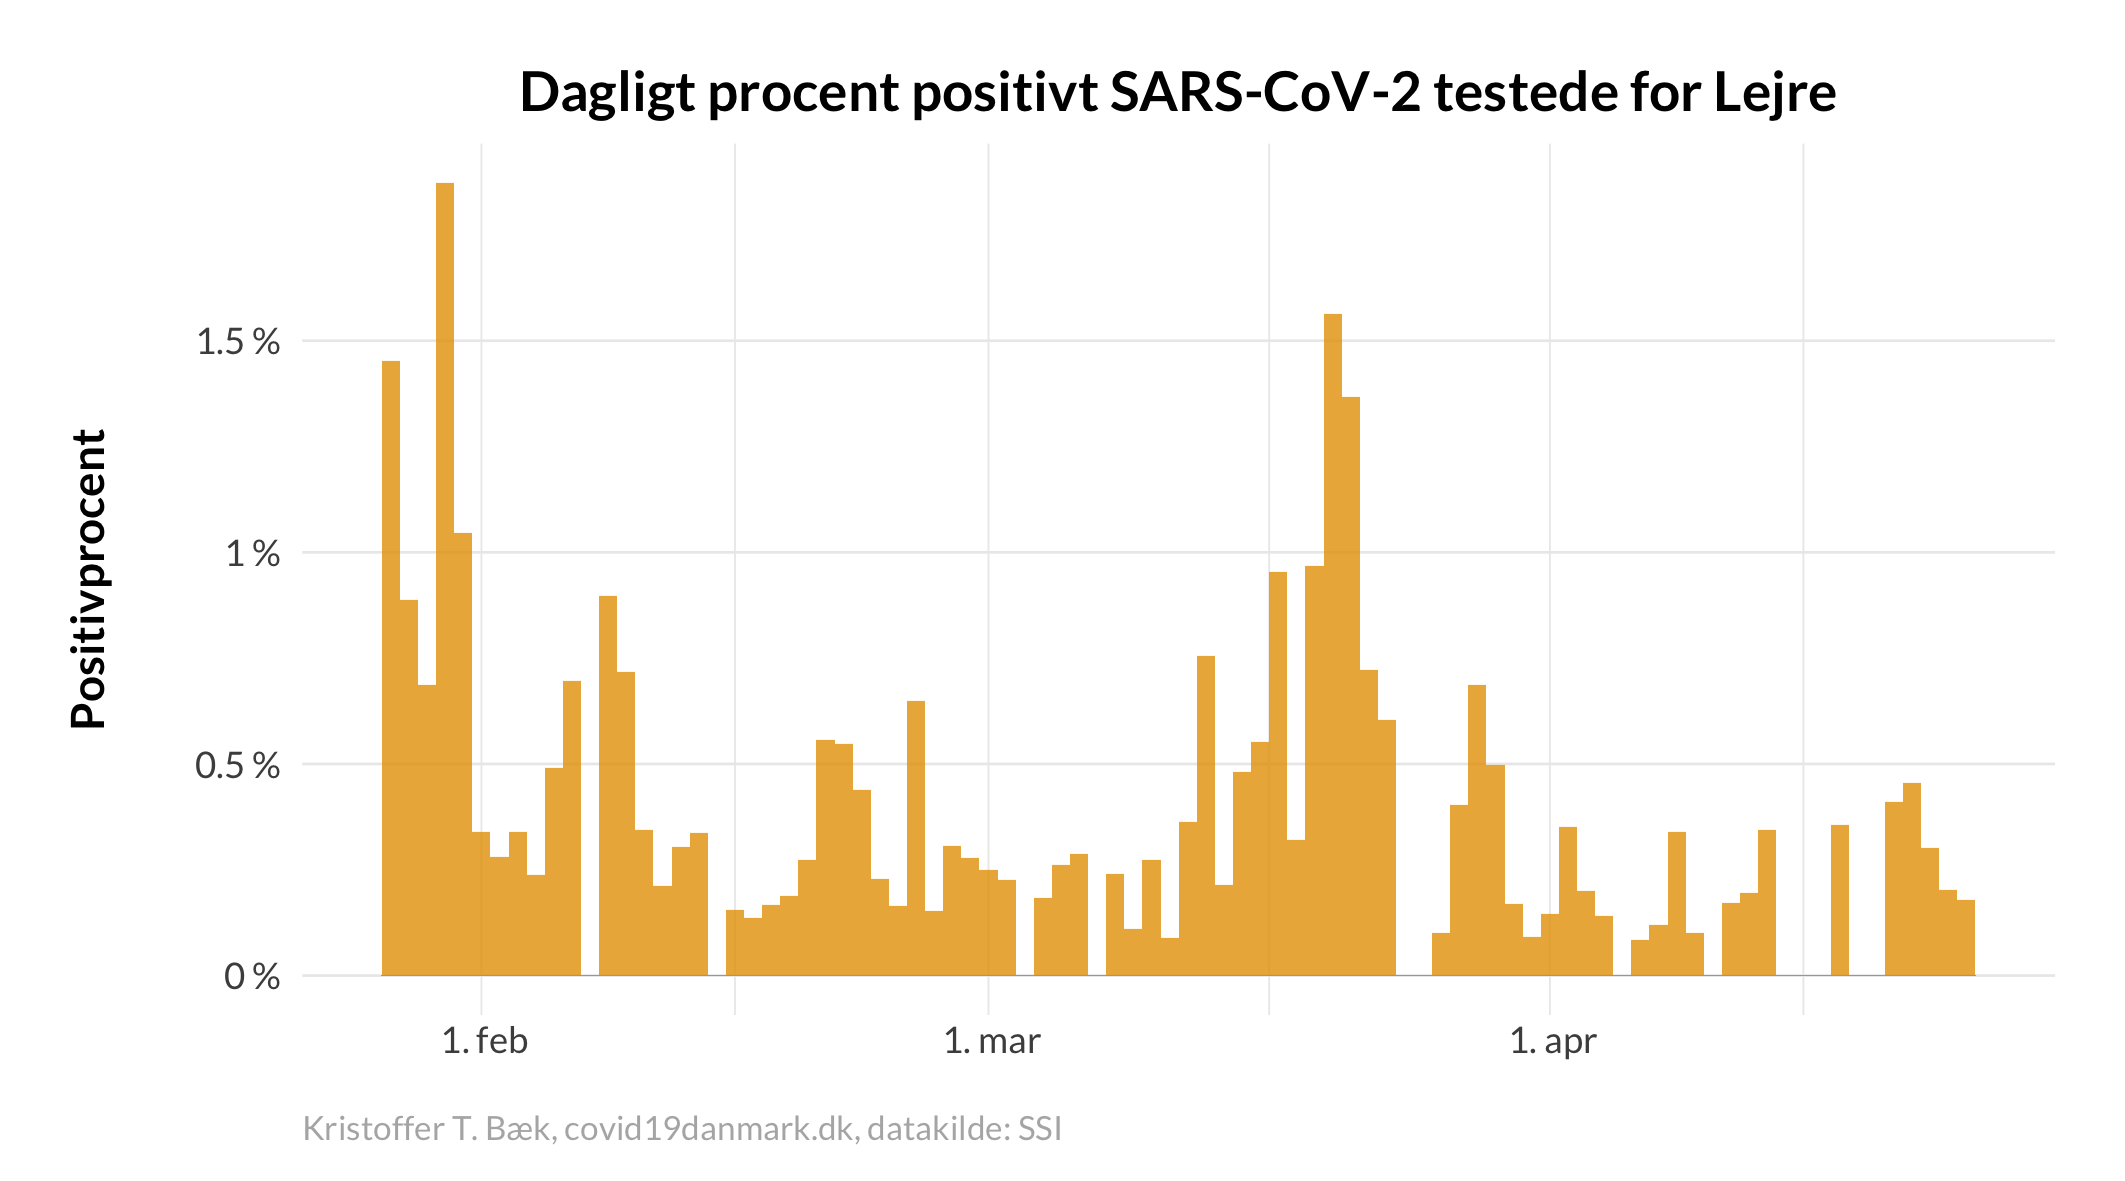 Dagligt procent positivt SARS-CoV-2 testede for Lejre
Positivprocent
1.5 %
1 %
0.5 %
0 %
1. feb
1. mar
1. apr
Kristoffer T. Bæk, covid19danmark.dk, datakilde: SSI